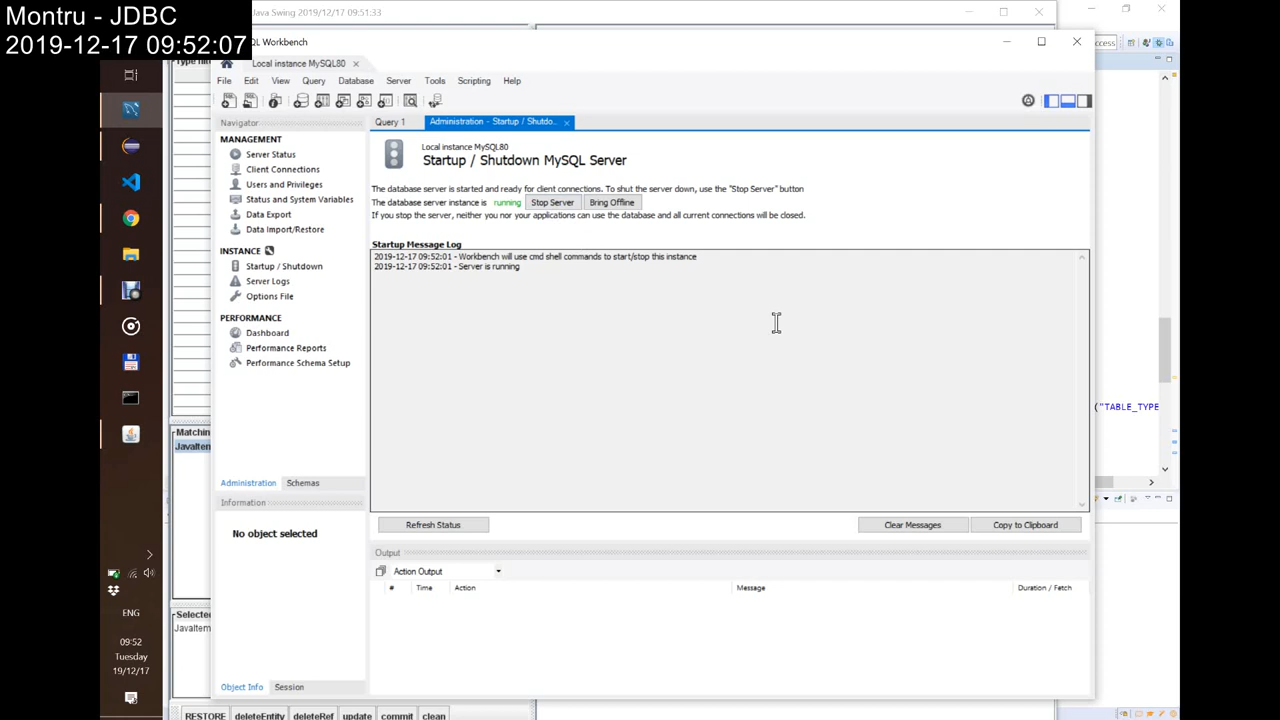 Montru - JDBC
2019-12-17 09:52:07
Java Swing 2019/12/17 09:51:33
QL Workbench
Local instance MySQL80
File Edit View Query Database Server Tools Scripting Help
Navigator
MANAGEMENT
Server Status
Client Connections
Users and Privileges
Status and System Variables
Data Export
Data Import/Restore
INSTANCE
Startup / Shutdown
Server Logs
Options File
PERFORMANCE
Dashboard
Performance Reports
Performance Schema Setup
Administration Schemas
Information
No object selected
Object Info Session
Query 1 Administration - Startup / Shutdo...
Local instance MySQL80
Startup / Shutdown MySQL Server
The database server is started and ready for client connections. To shut the server down, use the "Stop Server" button
The database server instance is running Stop Server Bring Offline
If you stop the server, neither you nor your applications can use the database and all current connections will be closed.
Startup Message Log
2019-12-17 09:52:01 - Workbench will use cmd shell commands to start/stop this instance
2019-12-17 09:52:01 - Server is running
Refresh Status Clear Messages Copy to Clipboard
Output
Action Output
# Time Action Message Duration / Fetch
ccess
("TABLE_TYPE
Matchin
JavaItem
Selecte
JavaItem
RESTORE deleteEntity deleteRef update commit clean
ENG
09:52
Tuesday
19/12/17